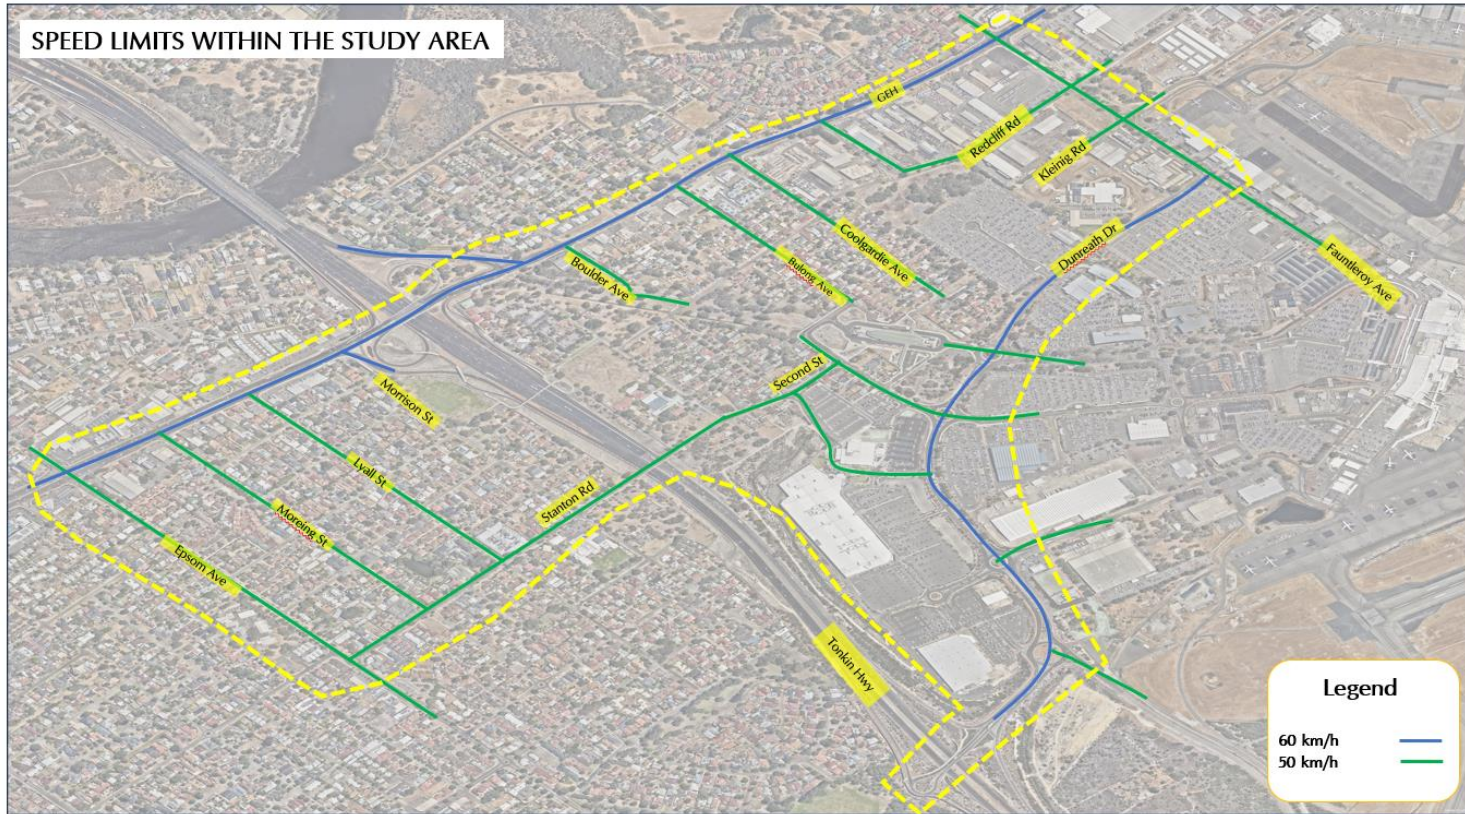 SPEED LIMITS WITHIN THE STUDY AREA
GEH
Redcliff Rd
Kleinig Rd
Coolgardie Ave
Dunreath Dr
Bulong Ave
Boulder Ave
Fauntleroy Ave
Second St
Morrison St
Lyall St
Stanton Rd
Moreing St
Epsom Ave
Tonkin Hwy
Legend
60 km/h
50 km/h